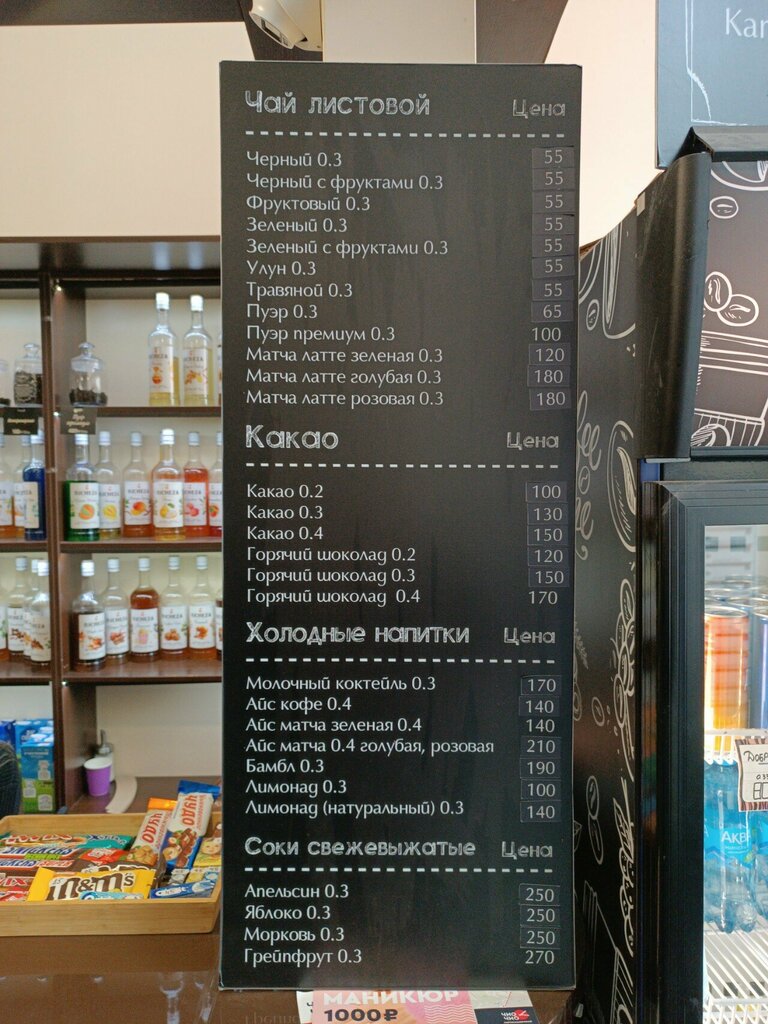 Чай листовой Цена
Черный 0.3 55
Черный с фруктами 0.3 55
Фруктовый 0.3 55
Зеленый 0.3 55
Зеленый с фруктами 0.3 55
Улун 0.3 55
Травяной 0.3 55
Пуэр 0.3 65
Пуэр премиум 0.3 100
Матча латте зеленая 0.3 120
Матча латте голубая 0.3 180
Матча латте розовая 0.3 180
Какао Цена
Какао 0.2 100
Какао 0.3 130
Какао 0.4 150
Горячий шоколад 0.2 120
Горячий шоколад 0.3 150
Горячий шоколад 0.4 170
Холодные напитки Цена
Молочный коктейль 0.3 170
Айс кофе 0.4 140
Айс матча зеленая 0.4 140
Айс матча 0.4 голубая, розовая 210
Бамбл 0.3 190
Лимонад 0.3 100
Лимонад (натуральный) 0.3 140
Соки свежевыжатые Цена
Апельсин 0.3 250
Яблоко 0.3 250
Морковь 0.3 250
Грейпфрут 0.3 270
МАНИКЮР
1000₽
чио
чио
m&m's
ЧУДО